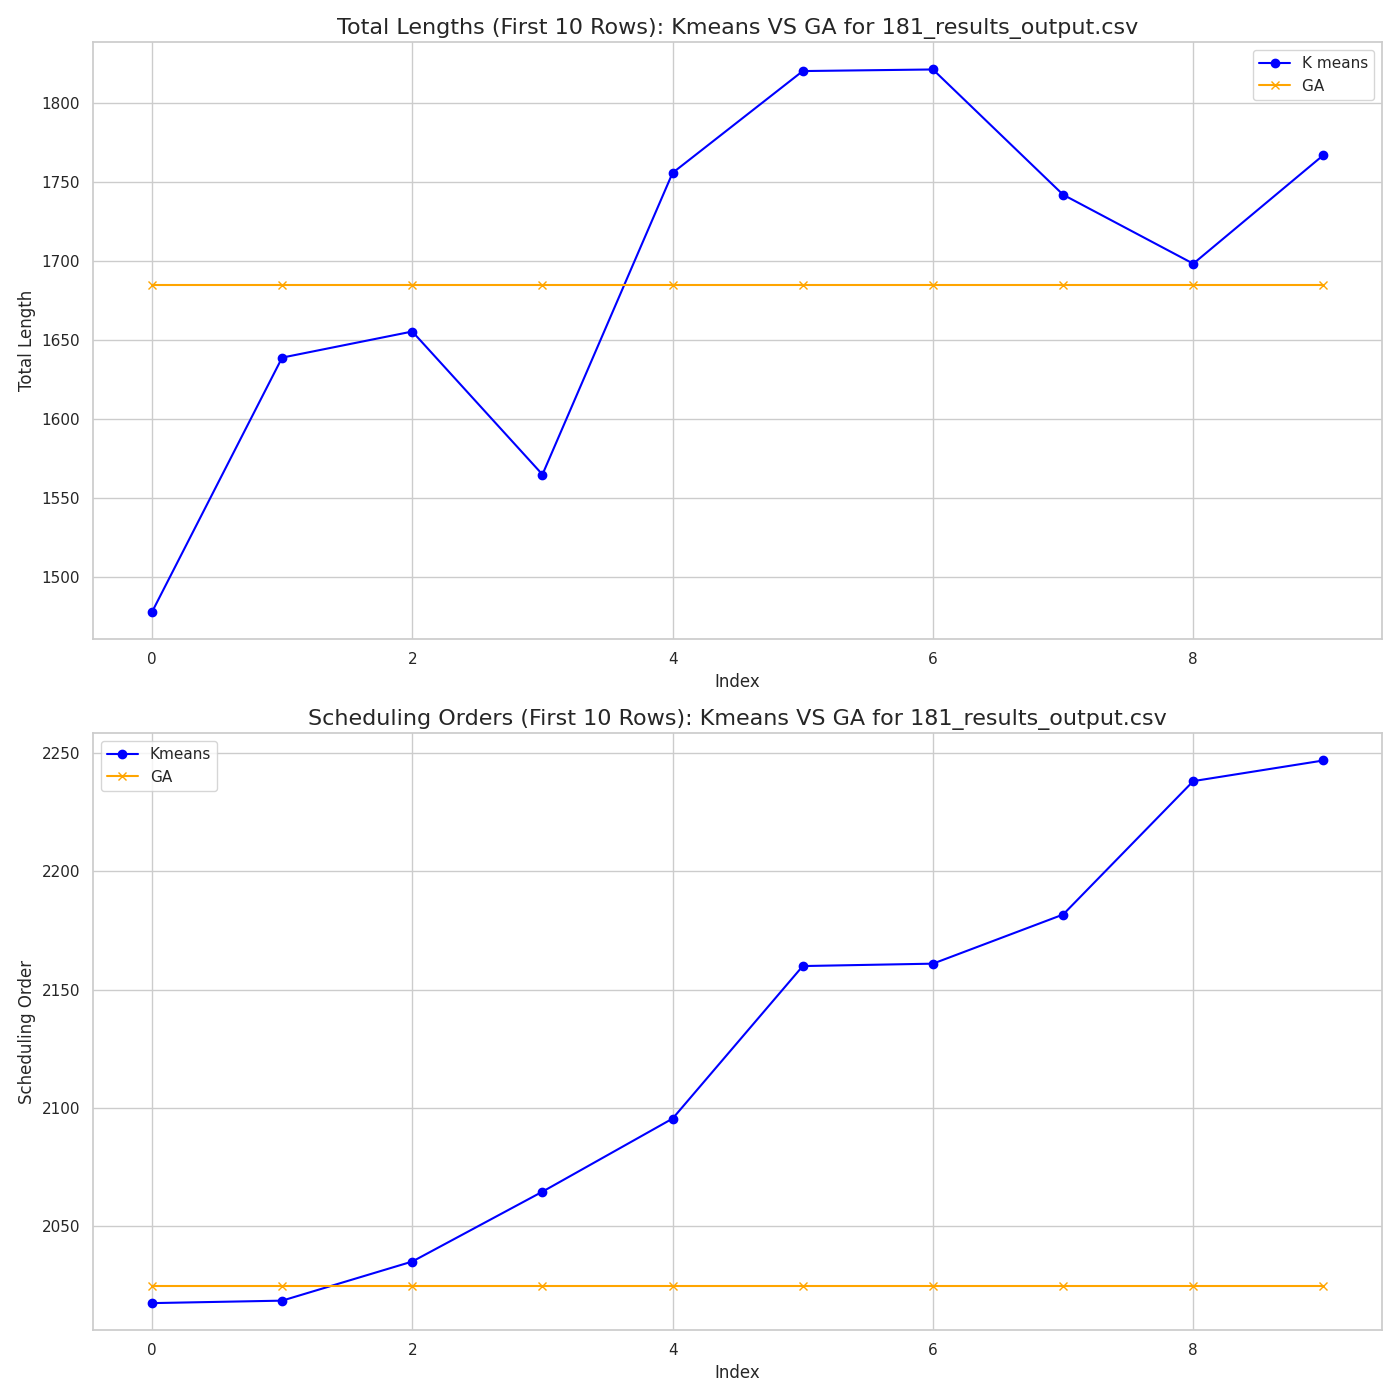 Total Lengths (First 10 Rows): Kmeans VS GA for 181_results_output.csv
K means
GA
1800
1750
1700
1650
1600
1550
1500
Total Length
0 2 4 6 8
Index
Scheduling Orders (First 10 Rows): Kmeans VS GA for 181_results_output.csv
Kmeans
GA
2250
2200
2150
2100
2050
Scheduling Order
0 2 4 6 8
Index